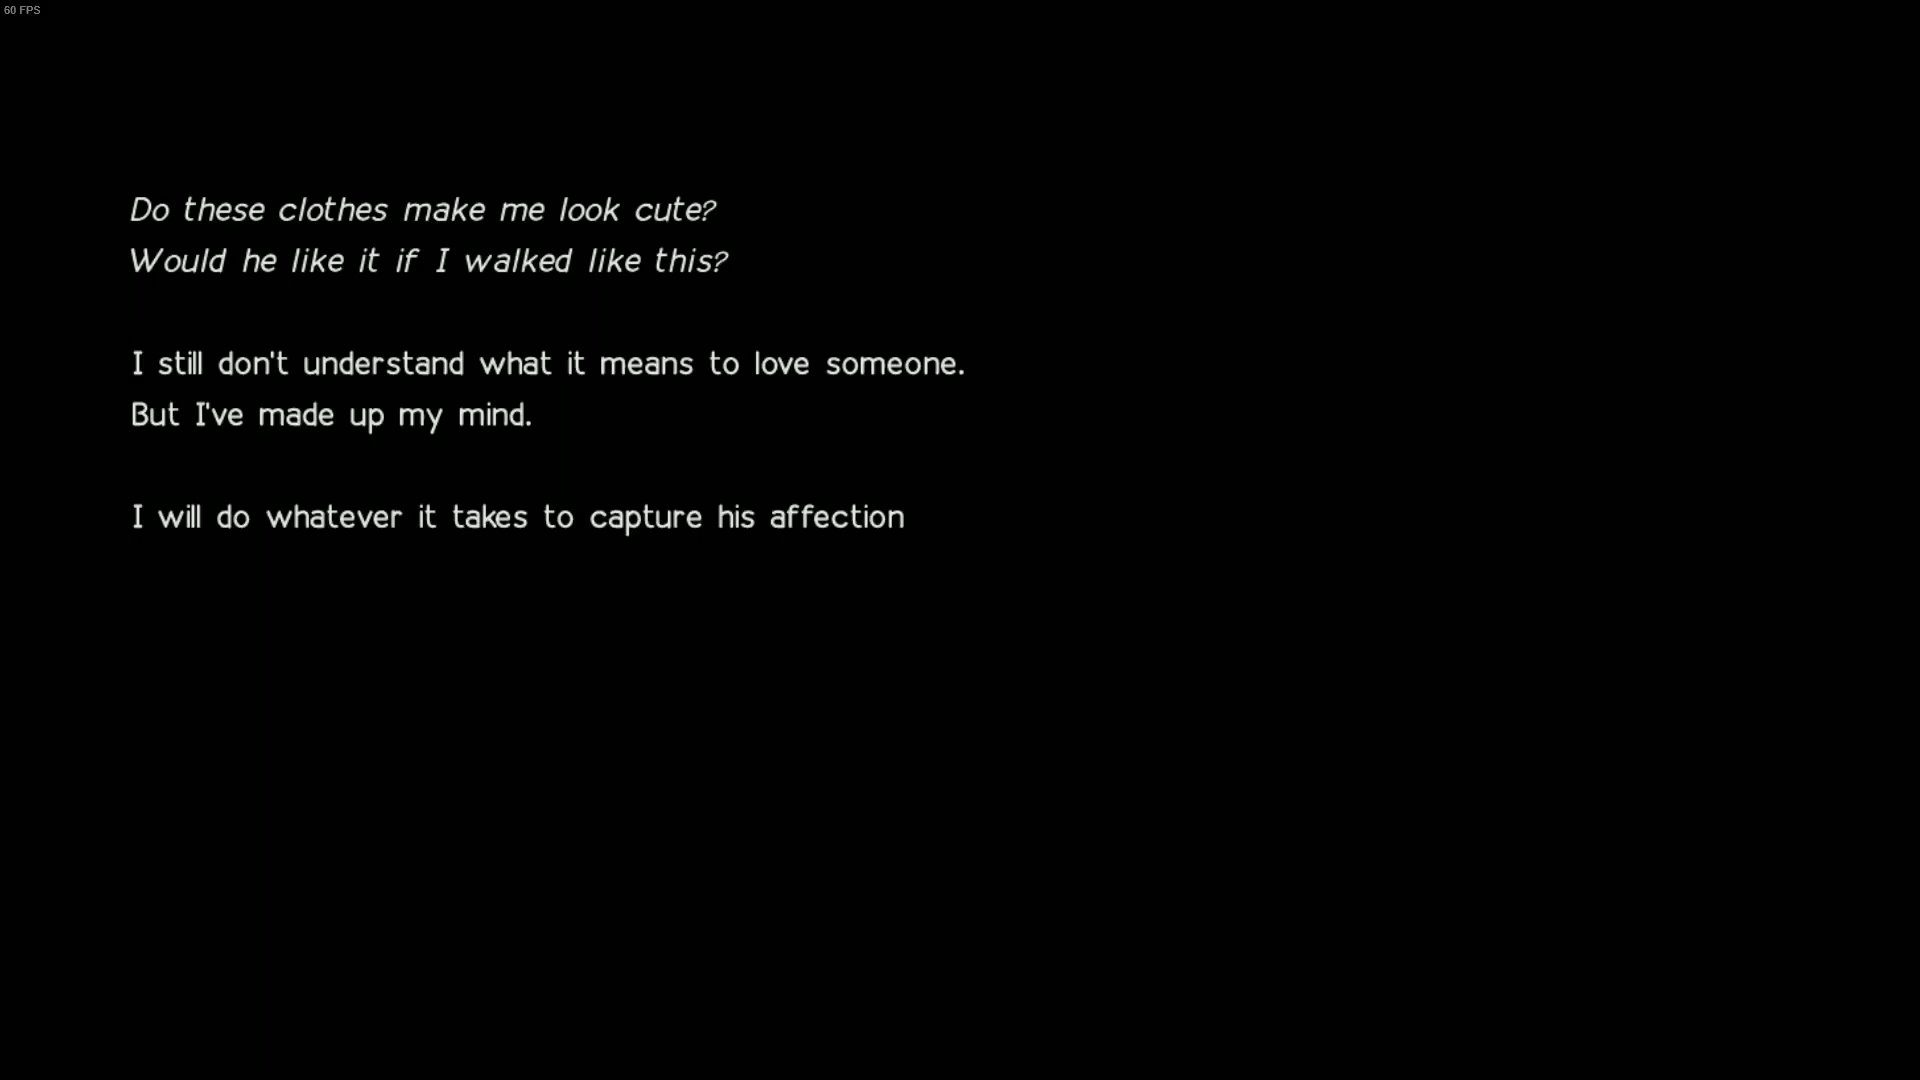 60 FPS
Do these clothes make me look cute?
Would he like it if I walked like this?
I still don't understand what it means to love someone.
But I've made up my mind.
I will do whatever it takes to capture his affection